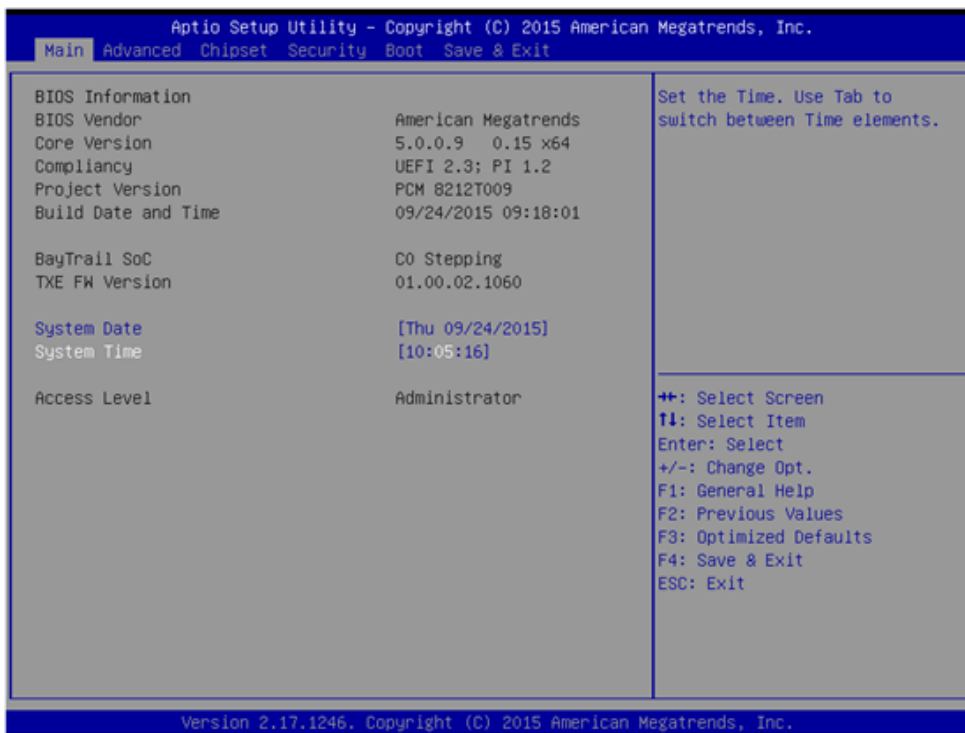 Aptio Setup Utility – Copyright (C) 2015 American Megatrends, Inc.
Main Advanced Chipset Security Boot Save & Exit
BIOS Information
BIOS Vendor American Megatrends
Core Version 5.0.0.9 0.15 x64
Compliancy UEFI 2.3; PI 1.2
Project Version PCM 8212T009
Build Date and Time 09/24/2015 09:18:01
BayTrail SoC C0 Stepping
TXE FW Version 01.00.02.1060
System Date [Thu 09/24/2015]
System Time [10:05:16]
Access Level Administrator
Set the Time. Use Tab to
switch between Time elements.
→←: Select Screen
↑↓: Select Item
Enter: Select
+/-: Change Opt.
F1: General Help
F2: Previous Values
F3: Optimized Defaults
F4: Save & Exit
ESC: Exit
Version 2.17.1246. Copyright (C) 2015 American Megatrends, Inc.